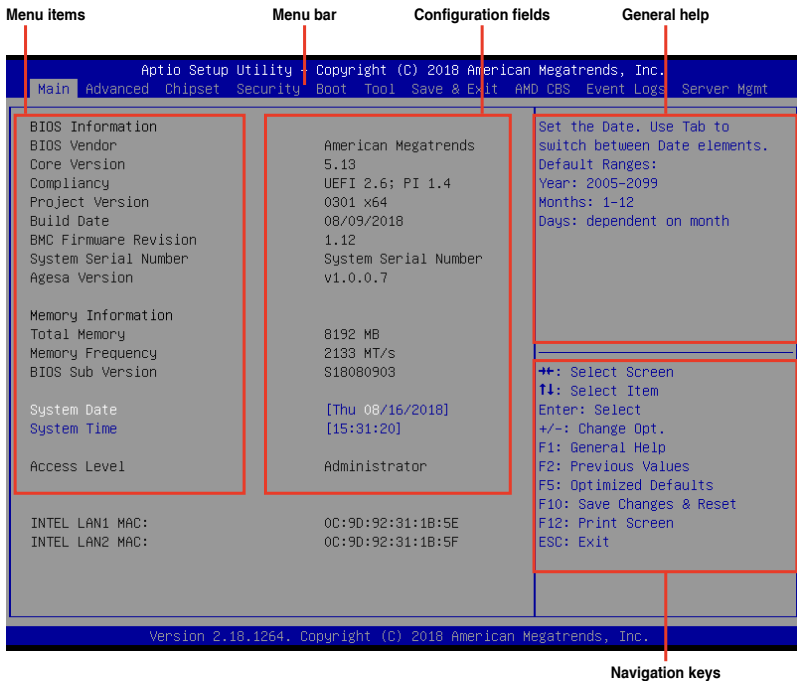 Menu items Menu bar Configuration fields General help
Aptio Setup Utility - Copyright (C) 2018 American Megatrends, Inc.
Main Advanced Chipset Security Boot Tool Save & Exit AMD CBS Event Logs Server Mgmt
BIOS Information
BIOS Vendor American Megatrends
Core Version 5.13
Compliancy UEFI 2.6; PI 1.4
Project Version 0301 x64
Build Date 08/09/2018
BMC Firmware Revision 1.12
System Serial Number System Serial Number
Agesa Version v1.0.0.7
Memory Information
Total Memory 8192 MB
Memory Frequency 2133 MT/s
BIOS Sub Version S18080903
System Date [Thu 08/16/2018]
System Time [15:31:20]
Access Level Administrator
INTEL LAN1 MAC: 0C:9D:92:31:1B:5E
INTEL LAN2 MAC: 0C:9D:92:31:1B:5F
Set the Date. Use Tab to
switch between Date elements.
Default Ranges:
Year: 2005-2099
Months: 1-12
Days: dependent on month
→←: Select Screen
↑↓: Select Item
Enter: Select
+/-: Change Opt.
F1: General Help
F2: Previous Values
F5: Optimized Defaults
F10: Save Changes & Reset
F12: Print Screen
ESC: Exit
Version 2.18.1264. Copyright (C) 2018 American Megatrends, Inc.
Navigation keys